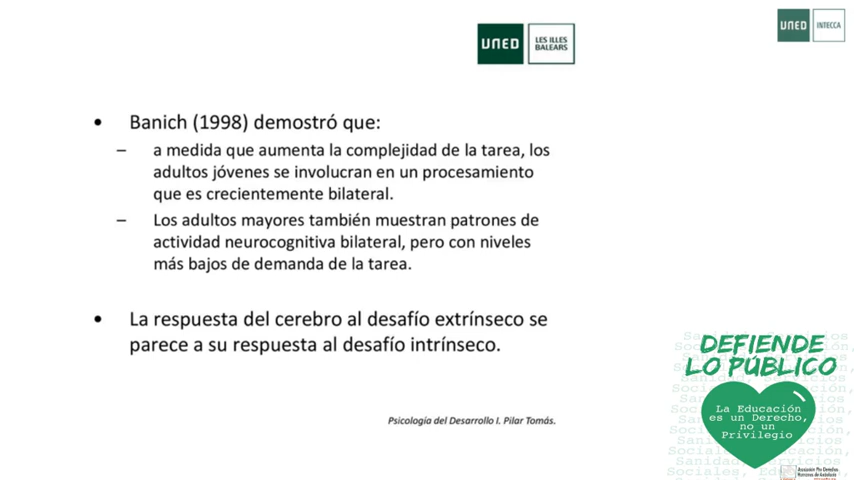 UNED
LES ILLES
BALEARS
UNED
INTECCA
• Banich (1998) demostró que:
– a medida que aumenta la complejidad de la tarea, los
adultos jóvenes se involucran en un procesamiento
que es crecientemente bilateral.
– Los adultos mayores también muestran patrones de
actividad neurocognitiva bilateral, pero con niveles
más bajos de demanda de la tarea.
• La respuesta del cerebro al desafío extrínseco se
parece a su respuesta al desafío intrínseco.
Psicología del Desarrollo I. Pilar Tomás.
DEFIENDE
LO PÚBLICO
La Educación
es un Derecho,
no un
Privilegio